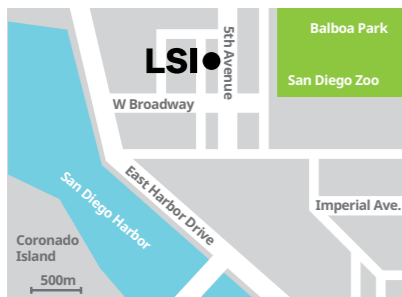 Balboa Park
5th Avenue
LSI
San Diego Zoo
W Broadway
East Harbor Drive
San Diego Harbor
Imperial Ave.
Coronado
Island
500m